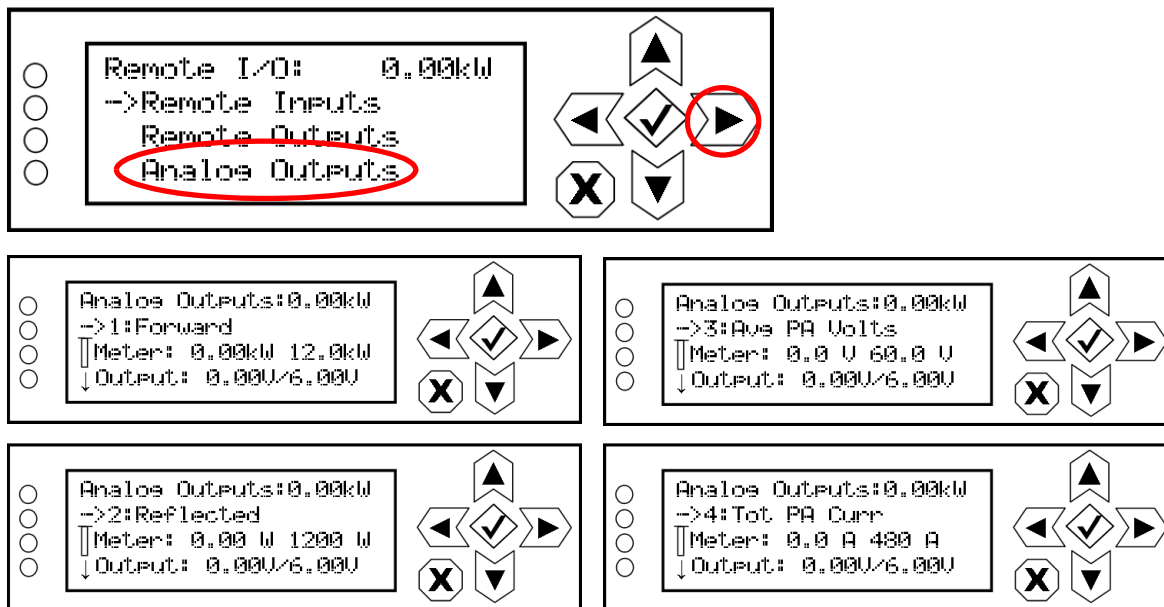 Remote I/O: 0.00kW
->Remote Inputs
Remote Outputs
Analog Outputs
X
Analog Outputs:0.00kW
->1:Forward
Meter: 0.00kW 12.0kW
↓Output: 0.00V/6.00V
X
Analog Outputs:0.00kW
->3:Ave PA Volts
Meter: 0.0 V 60.0 V
↓Output: 0.00V/6.00V
X
Analog Outputs:0.00kW
->2:Reflected
Meter: 0.00 W 1200 W
↓Output: 0.00V/6.00V
X
Analog Outputs:0.00kW
->4:Tot PA Curr
Meter: 0.0 A 480 A
↓Output: 0.00V/6.00V
X